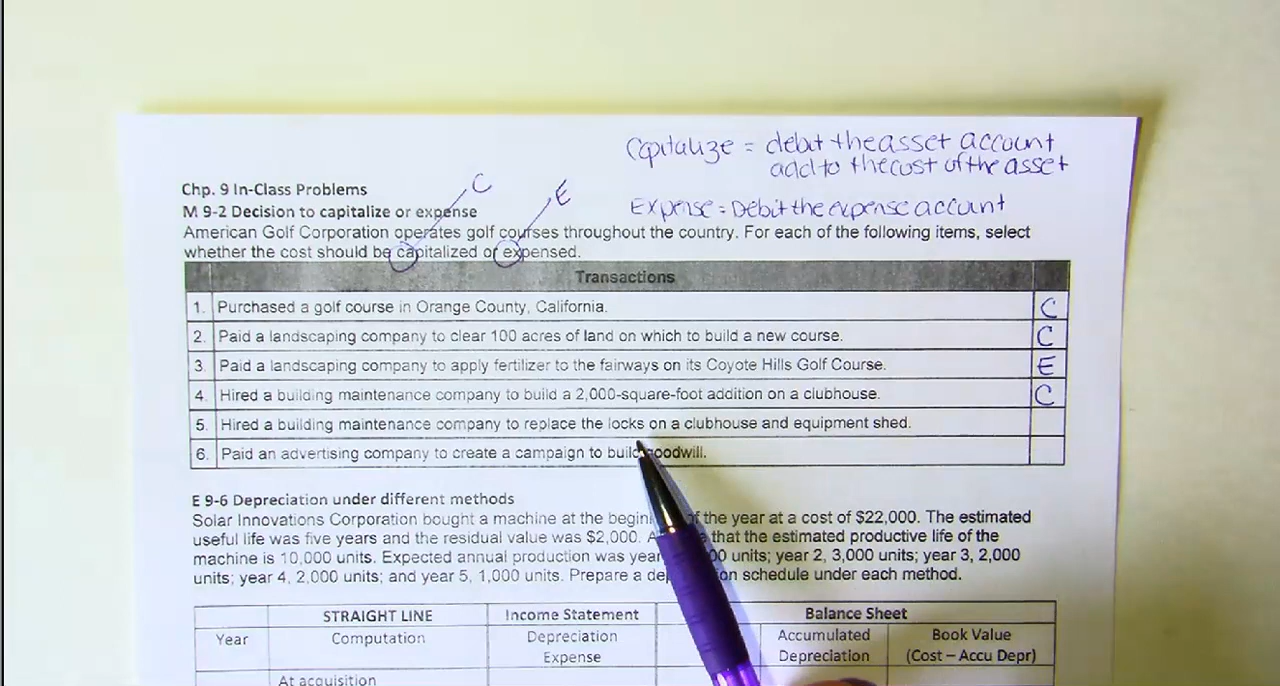 Capitalize = debit the asset account
add to the cost of the asset
Chp. 9 In-Class Problems
C
E
M 9-2 Decision to capitalize or expense
Expense = Debit the expense account
American Golf Corporation operates golf courses throughout the country. For each of the following items, select
whether the cost should be capitalized or expensed.
Transactions
1. Purchased a golf course in Orange County, California. C
2. Paid a landscaping company to clear 100 acres of land on which to build a new course. C
3. Paid a landscaping company to apply fertilizer to the fairways on its Coyote Hills Golf Course. E
4. Hired a building maintenance company to build a 2,000-square-foot addition on a clubhouse. C
5. Hired a building maintenance company to replace the locks on a clubhouse and equipment shed.
6. Paid an advertising company to create a campaign to build goodwill.
E 9-6 Depreciation under different methods
Solar Innovations Corporation bought a machine at the of the year at a cost of $22,000. The estimated
useful life was five years and the residual value was $2,000. that the estimated productive life of the
machine is 10,000 units. Expected annual production was year units; year 2, 3,000 units; year 3, 2,000
units; year 4, 2,000 units; and year 5, 1,000 units. Prepare a schedule under each method.
STRAIGHT LINE Income Statement Balance Sheet
Year Computation Depreciation Expense Accumulated Depreciation Book Value (Cost – Accu Depr)
At acquisition